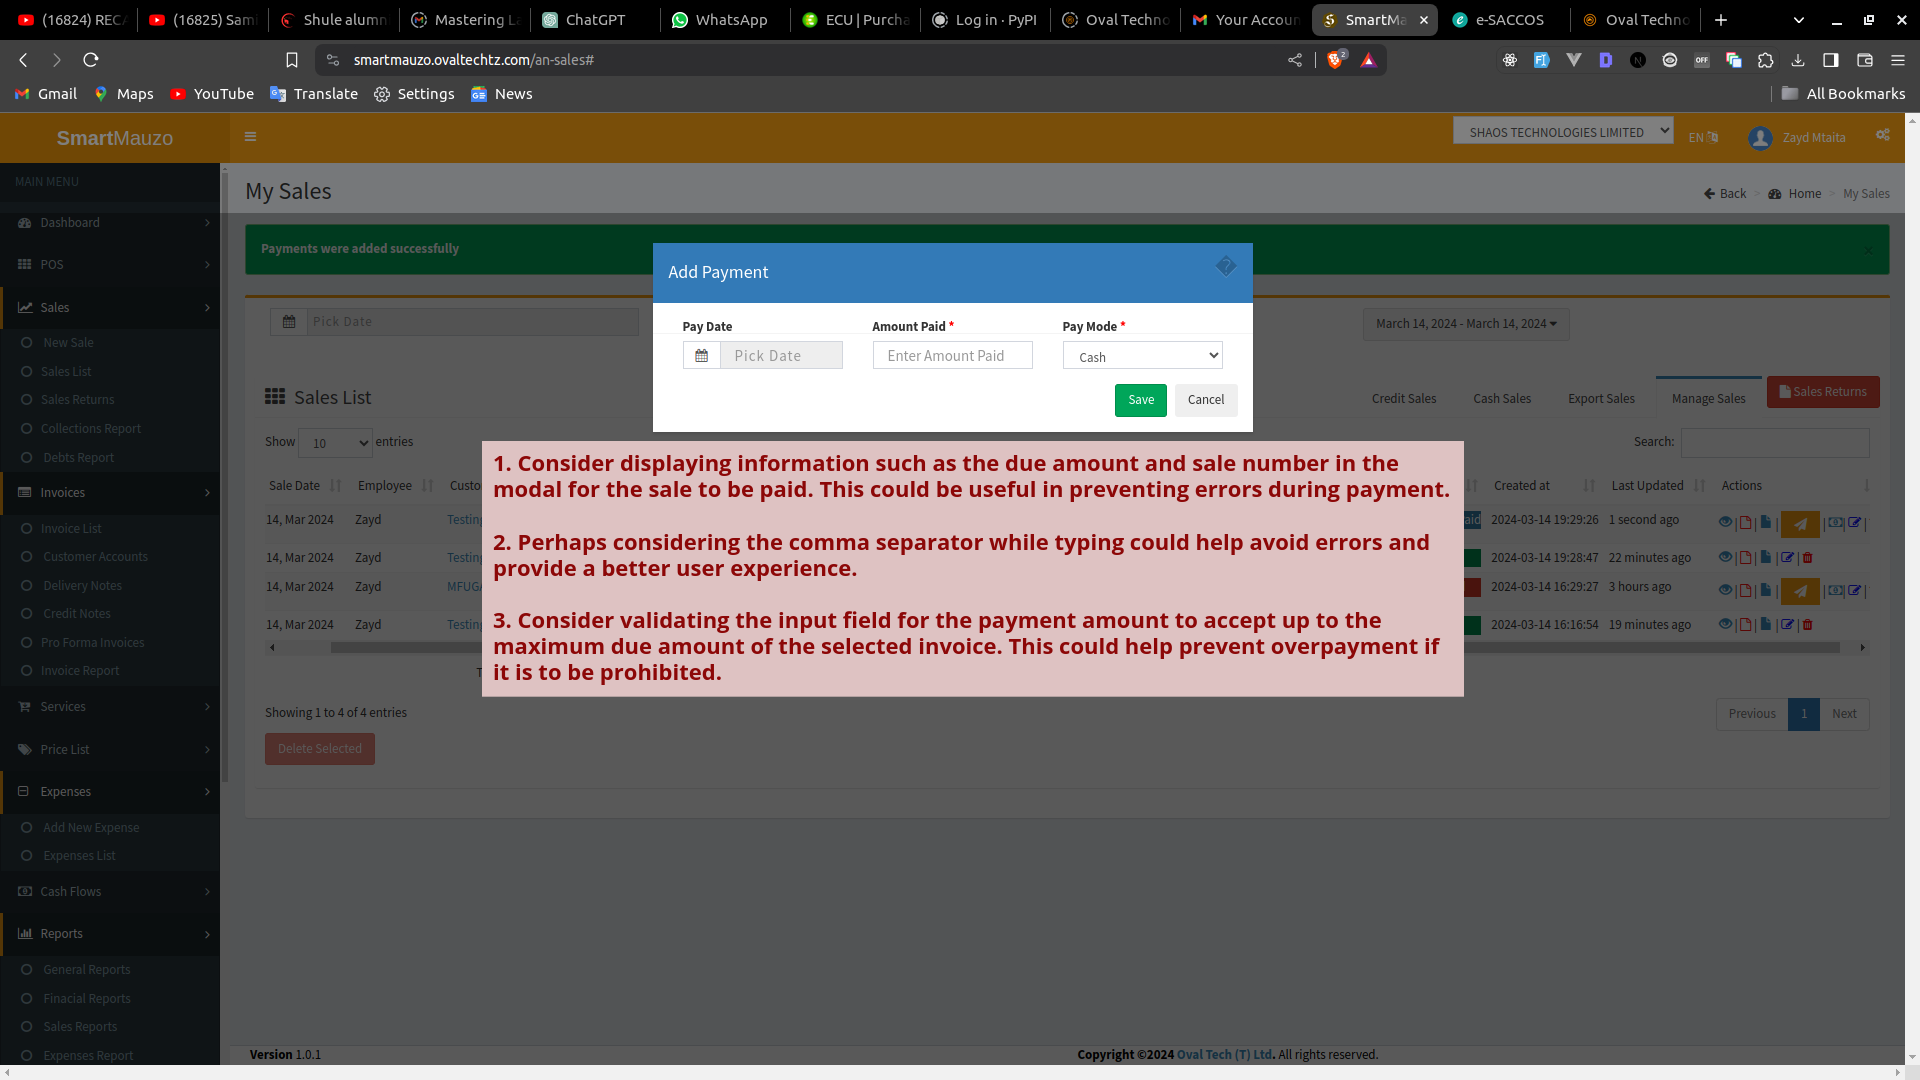 (16824) RECA
(16825) Sami
Shule alumn
Mastering La
ChatGPT
WhatsApp
ECU | Purcha
Log in · PyPI
Oval Techno
Your Accoun
SmartMa
e-SACCOS
Oval Techno
smartmauzo.ovaltechtz.com/an-sales#
2
OFF
Gmail
Maps
YouTube
Translate
Settings
News
All Bookmarks
SmartMauzo
SHAOS TECHNOLOGIES LIMITED
EN
Zayd Mtaita
MAIN MENU
Dashboard
POS
Sales
New Sale
Sales List
Sales Returns
Collections Report
Debts Report
Invoices
Invoice List
Customer Accounts
Delivery Notes
Credit Notes
Pro Forma Invoices
Invoice Report
Services
Price List
Expenses
Add New Expense
Expenses List
Cash Flows
Reports
General Reports
Finacial Reports
Sales Reports
Expenses Report
My Sales
Back > Home > My Sales
Payments were added successfully
×
Pick Date
March 14, 2024 - March 14, 2024
Add Payment
Pay Date
Amount Paid *
Pay Mode *
Pick Date
Enter Amount Paid
Cash
Save
Cancel
Sales List
Credit Sales
Cash Sales
Export Sales
Manage Sales
Sales Returns
Show 10 entries
Search:
Sale Date Employee Custo Created at Last Updated Actions
14, Mar 2024 Zayd Testing aid 2024-03-14 19:29:26 1 second ago
14, Mar 2024 Zayd Testing 2024-03-14 19:28:47 22 minutes ago
14, Mar 2024 Zayd MFUGA 2024-03-14 16:29:27 3 hours ago
14, Mar 2024 Zayd Testing 2024-03-14 16:16:54 19 minutes ago
T
1. Consider displaying information such as the due amount and sale number in the
modal for the sale to be paid. This could be useful in preventing errors during payment.
2. Perhaps considering the comma separator while typing could help avoid errors and
provide a better user experience.
3. Consider validating the input field for the payment amount to accept up to the
maximum due amount of the selected invoice. This could help prevent overpayment if
it is to be prohibited.
Showing 1 to 4 of 4 entries
Previous 1 Next
Delete Selected
Version 1.0.1
Copyright ©2024 Oval Tech (T) Ltd. All rights reserved.